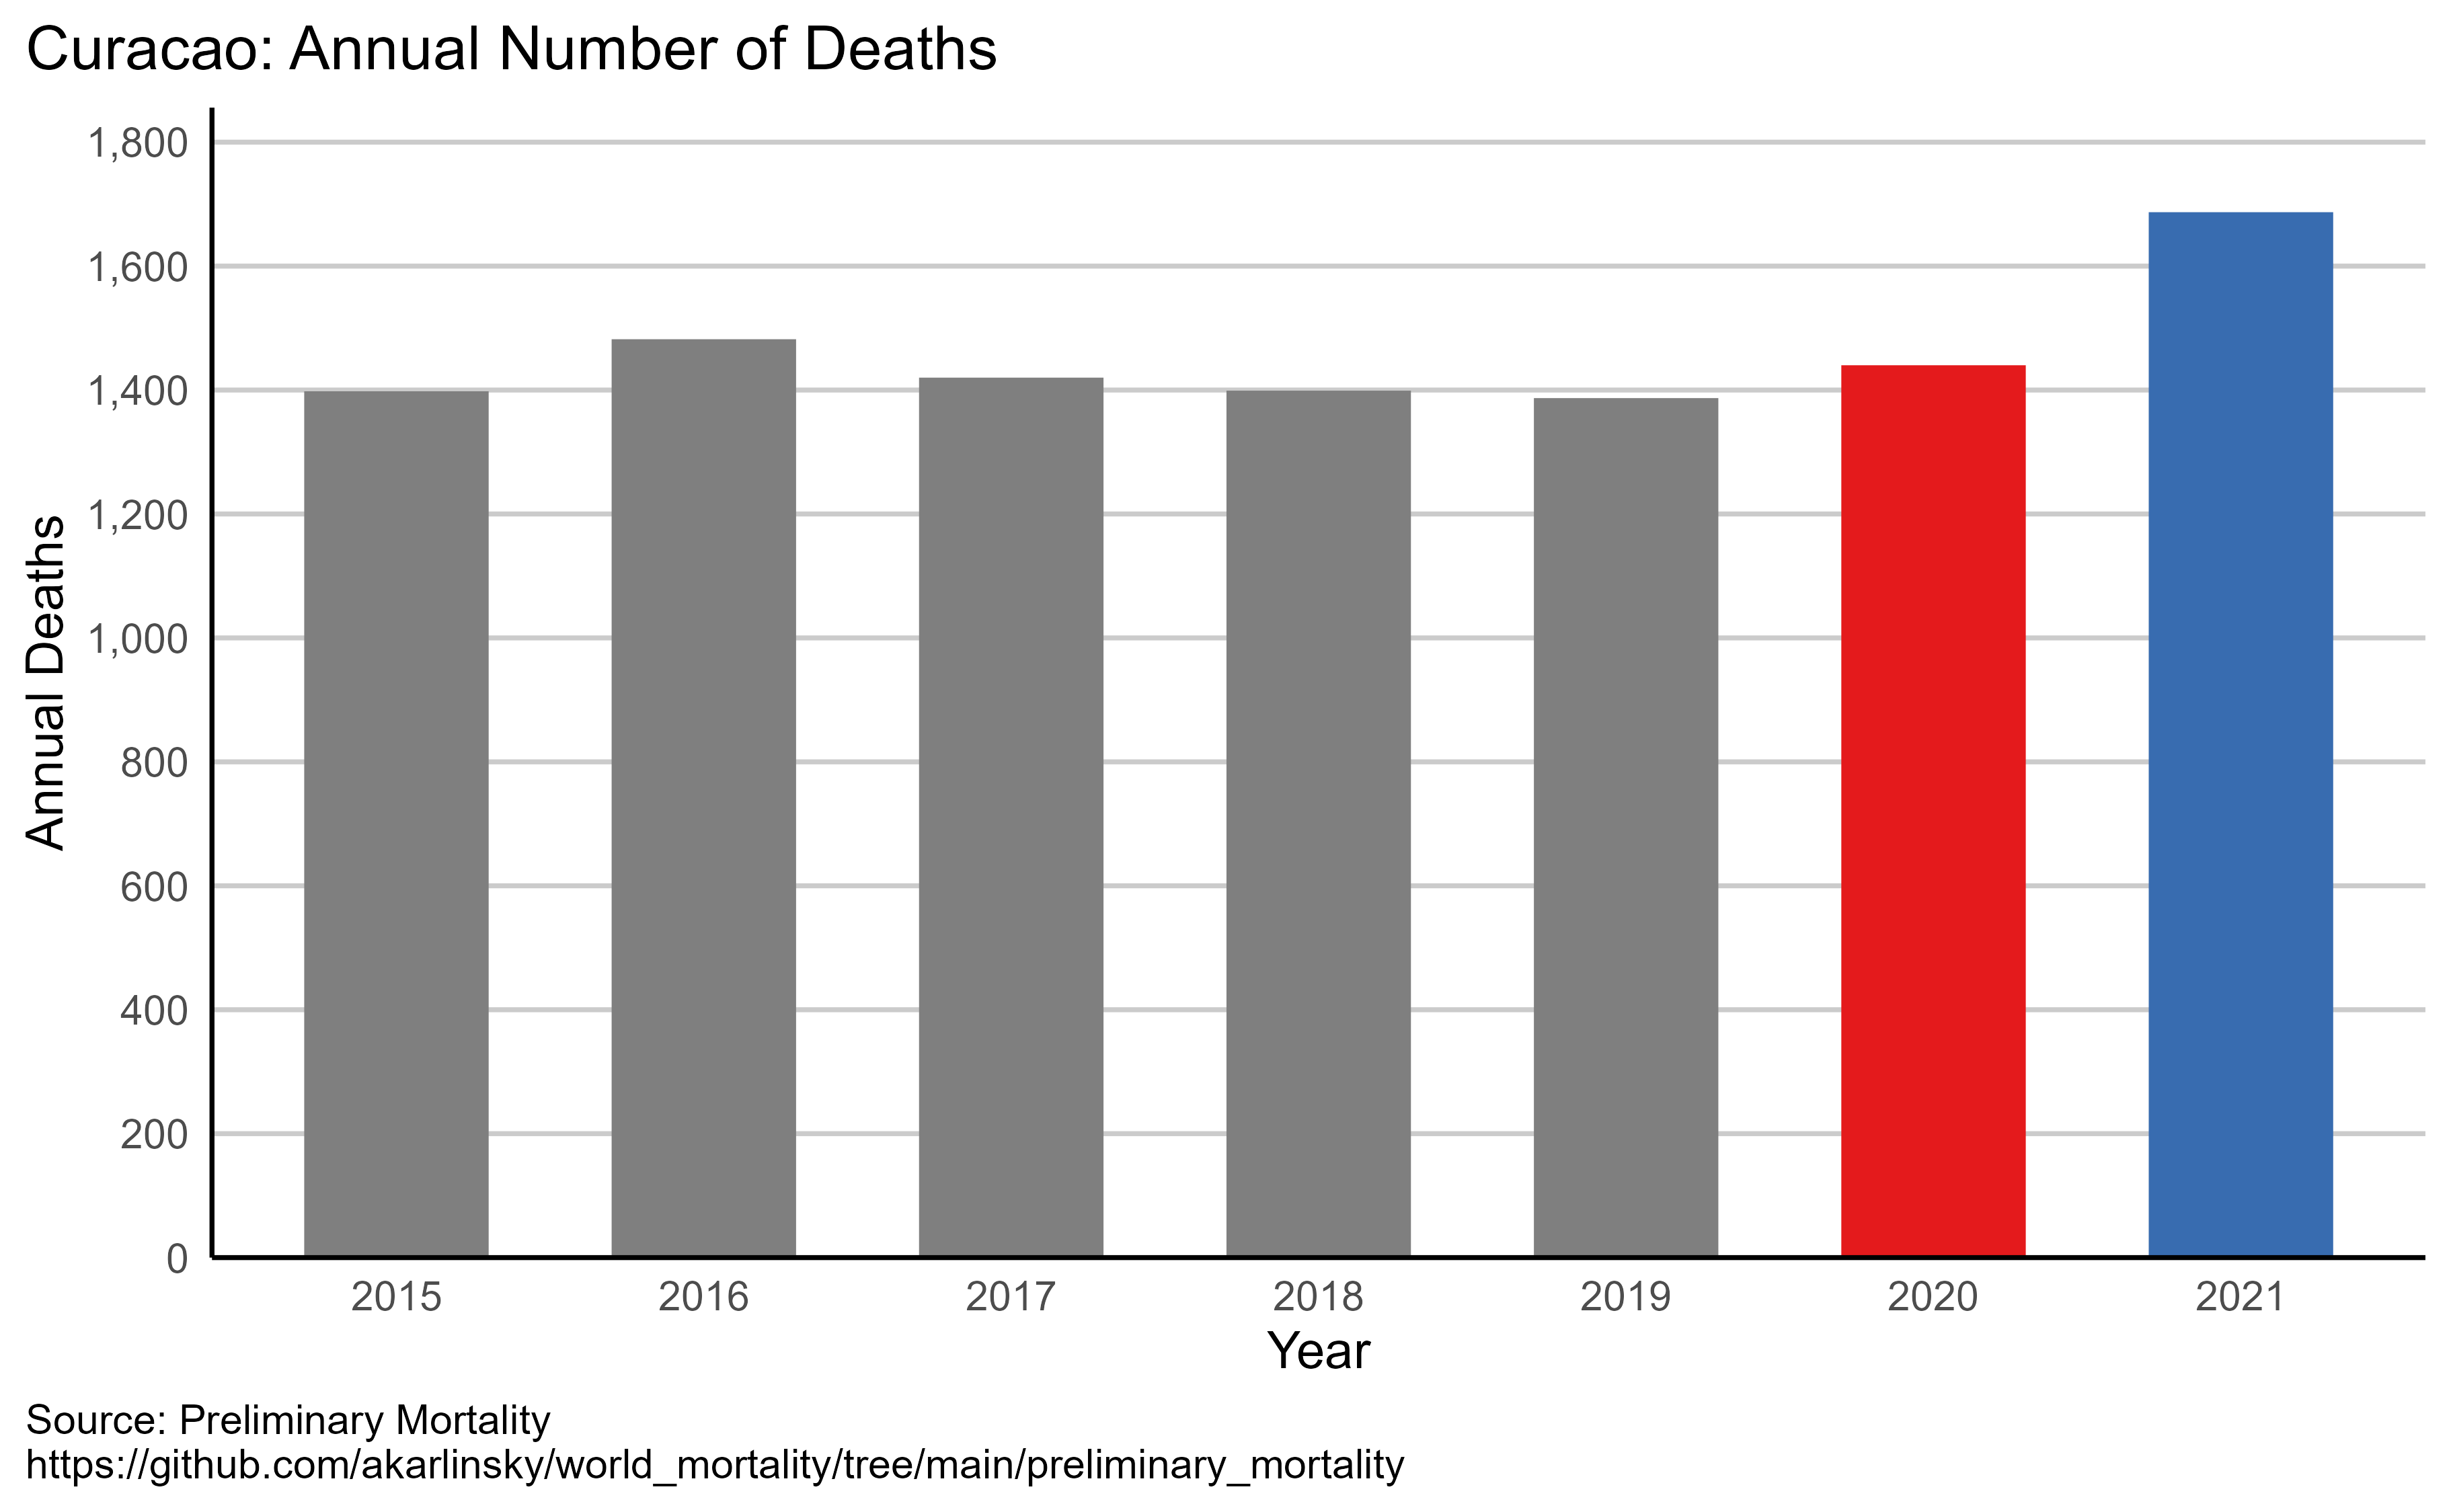 Curacao: Annual Number of Deaths
1,800
1,600
1,400
1,200
1,000
800
600
400
200
0
Annual Deaths
2015 2016 2017 2018 2019 2020 2021
Year
Source: Preliminary Mortality
https://github.com/akarlinsky/world_mortality/tree/main/preliminary_mortality